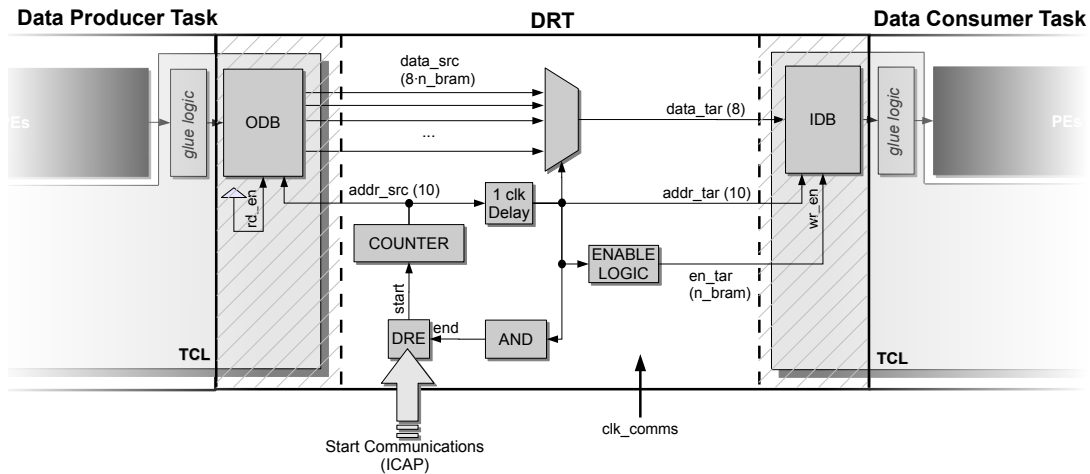 Data Producer Task
DRT
Data Consumer Task
data_src
(8·n_bram)
PEs
glue logic
ODB
data_tar (8)
IDB
glue logic
PEs
...
rd_en
addr_src (10)
1 clk
Delay
addr_tar (10)
wr_en
COUNTER
ENABLE
LOGIC
en_tar
(n_bram)
start
DRE
end
AND
TCL
TCL
Start Communications
(ICAP)
clk_comms